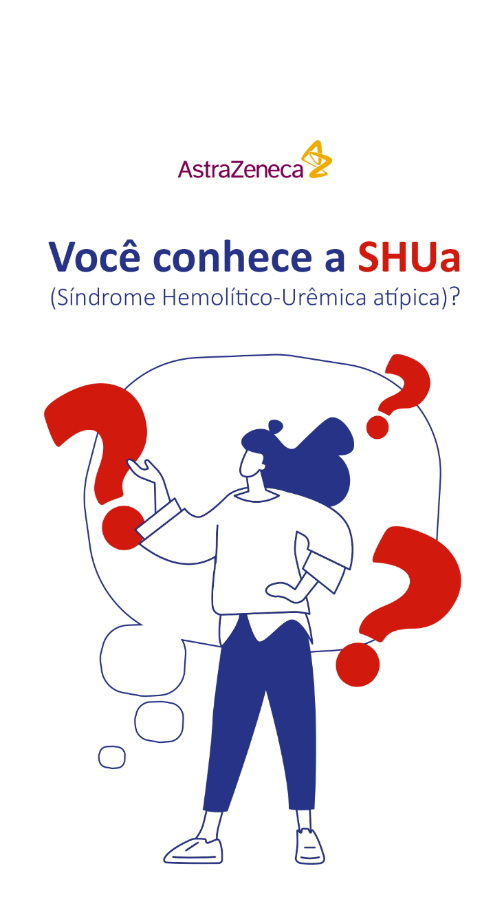 AstraZeneca
Você conhece a SHUa
(Síndrome Hemolítico-Urêmica atípica)?